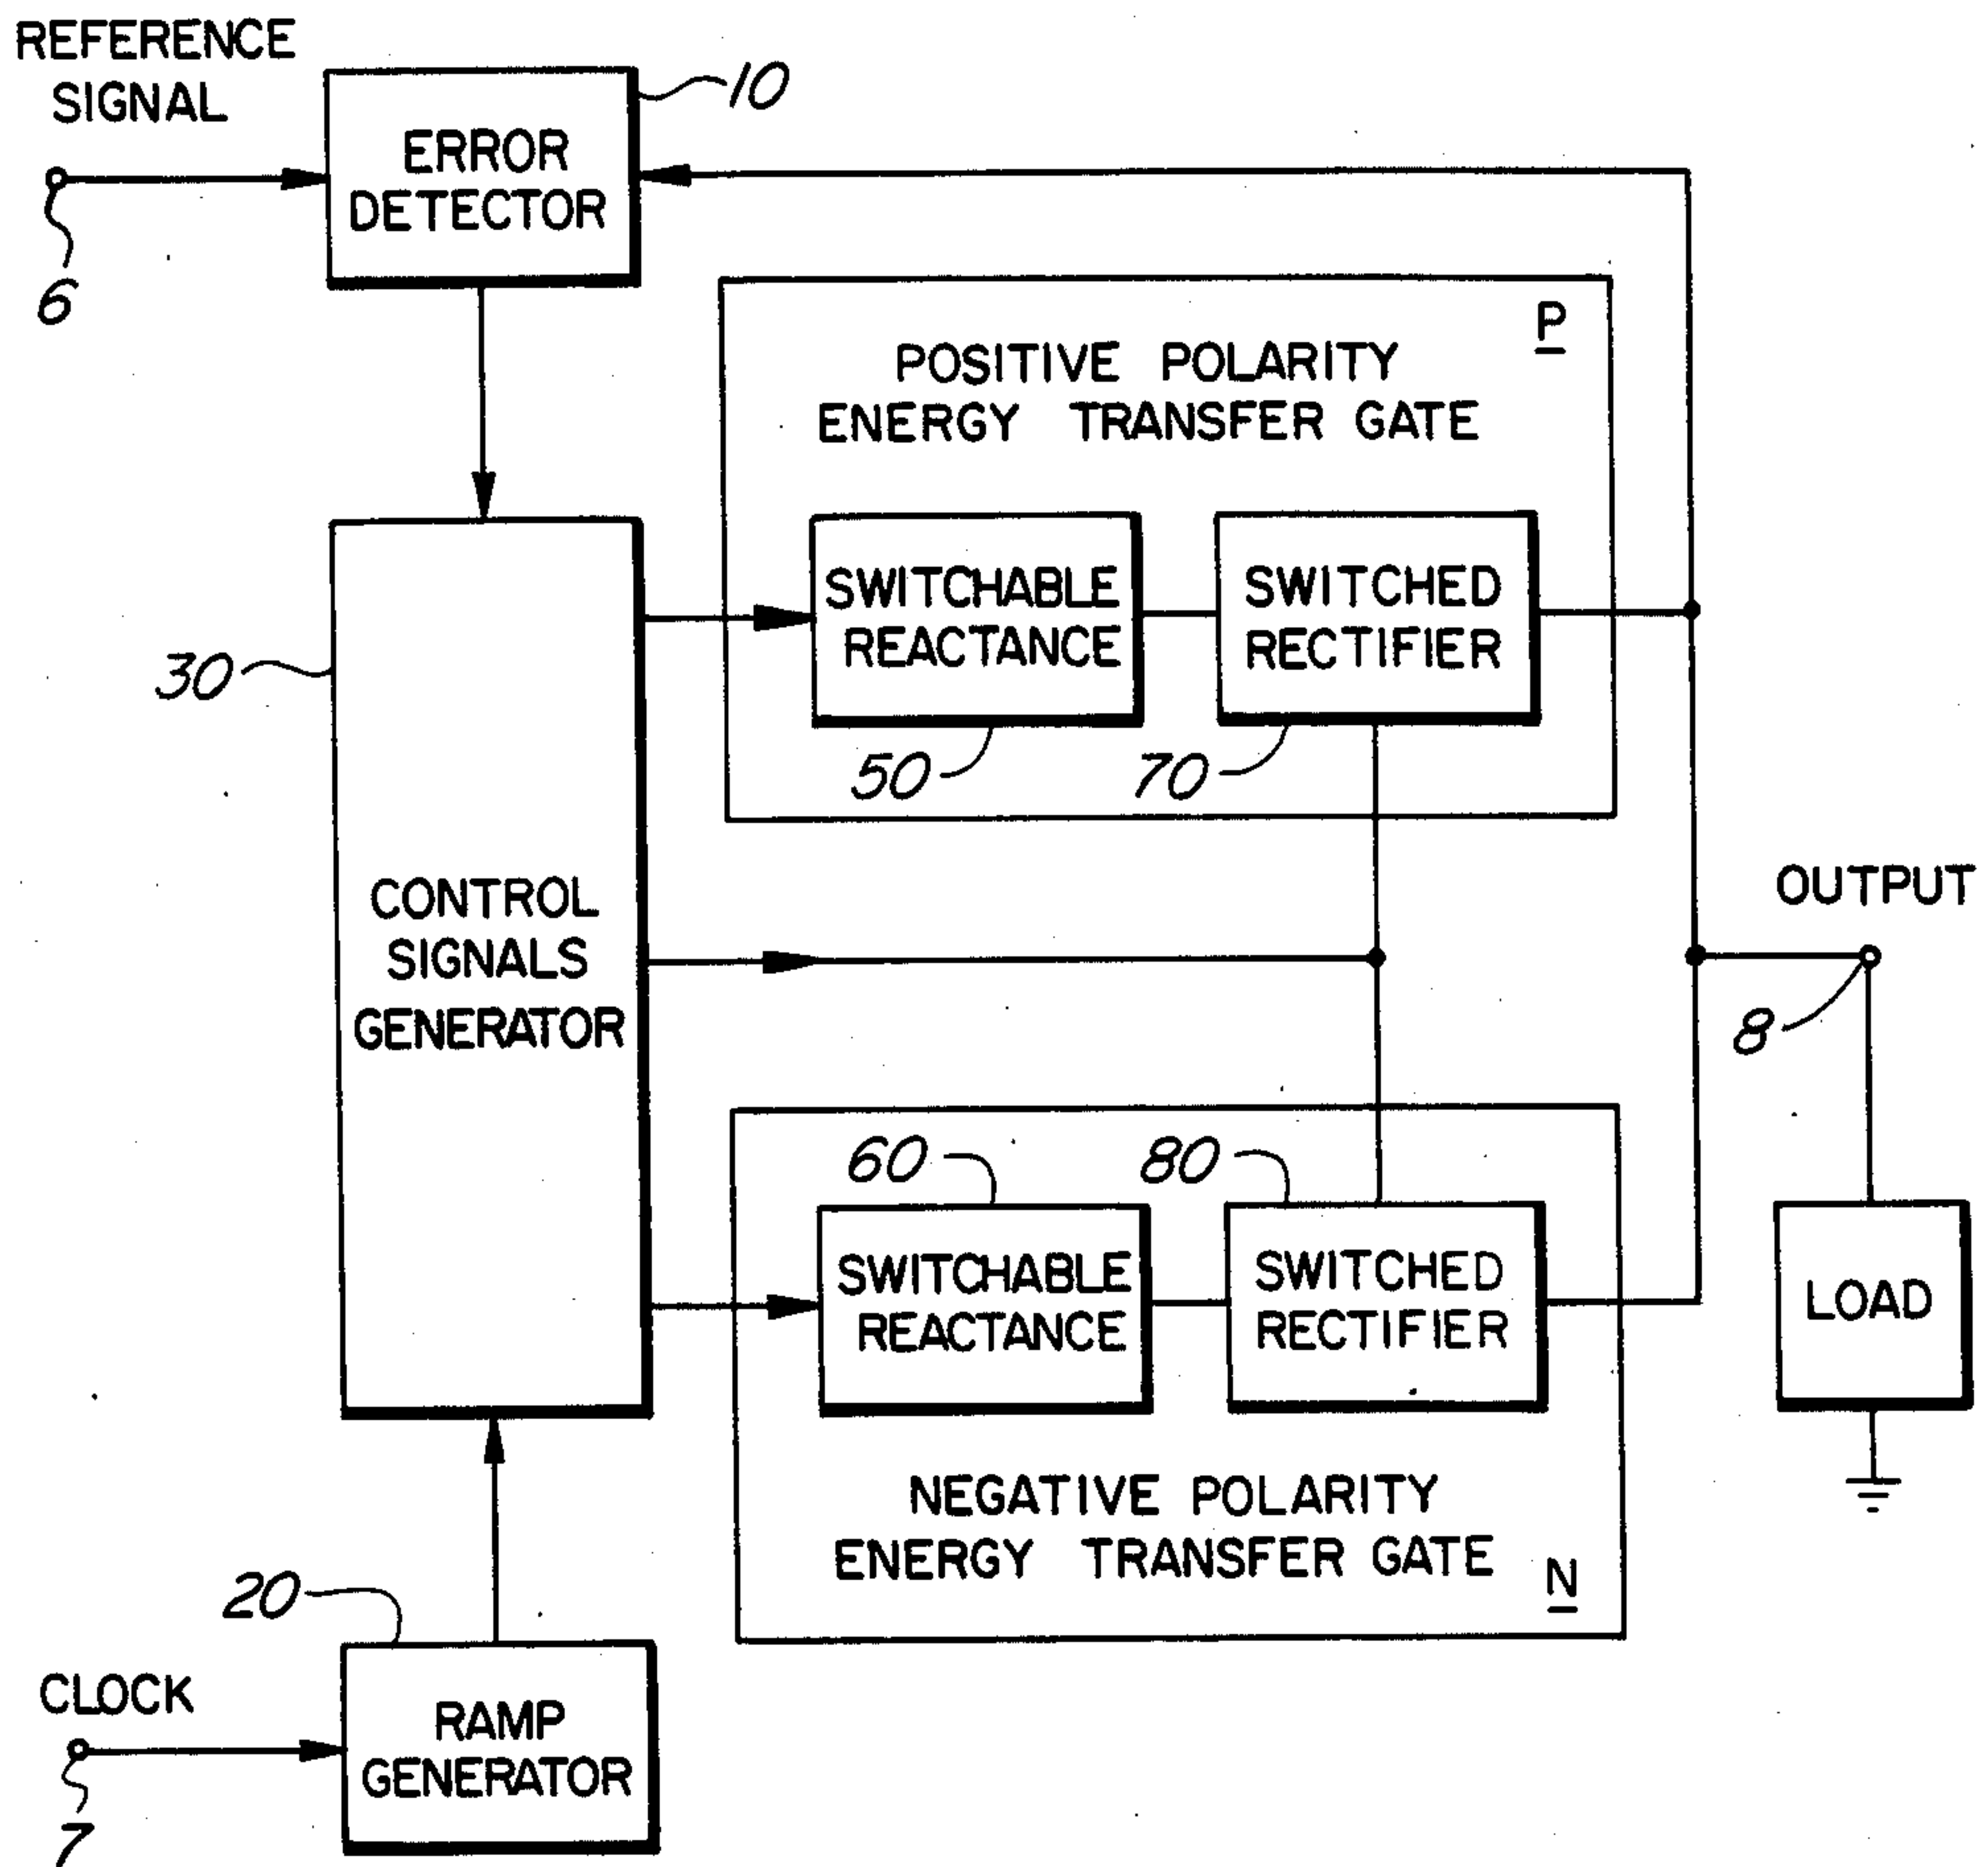 REFERENCE
SIGNAL
6
ERROR
DETECTOR
10
P
POSITIVE POLARITY
ENERGY TRANSFER GATE
SWITCHABLE
REACTANCE
50
SWITCHED
RECTIFIER
70
30
CONTROL
SIGNALS
GENERATOR
OUTPUT
8
60
80
SWITCHABLE
REACTANCE
SWITCHED
RECTIFIER
LOAD
NEGATIVE POLARITY
ENERGY TRANSFER GATE
N
20
CLOCK
7
RAMP
GENERATOR